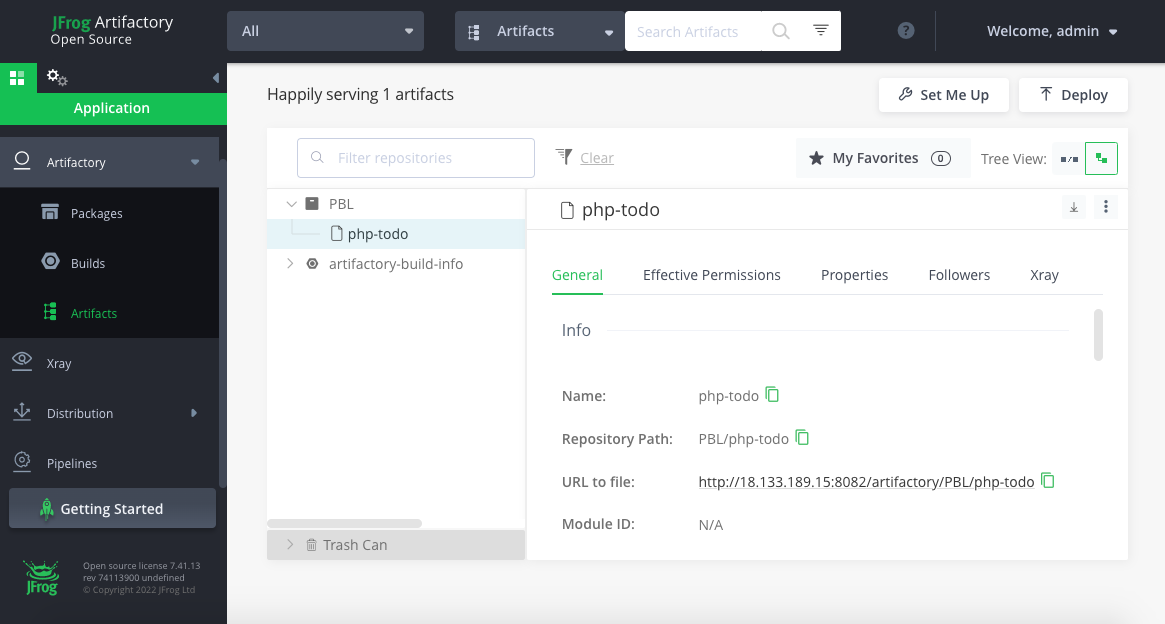 JFrog Artifactory
Open Source
All
Artifacts
Search Artifacts
?
Welcome, admin
Application
Happily serving 1 artifacts
Set Me Up
Deploy
Artifactory
Packages
Builds
Artifacts
Xray
Distribution
Pipelines
Getting Started
JFrog
Open source license 7.41.13
rev 74113900 undefined
© Copyright 2022 JFrog Ltd
Filter repositories
Clear
My Favorites 0
Tree View:
PBL
php-todo
artifactory-build-info
Trash Can
php-todo
General
Effective Permissions
Properties
Followers
Xray
Info
Name: php-todo
Repository Path: PBL/php-todo
URL to file: http://18.133.189.15:8082/artifactory/PBL/php-todo
Module ID: N/A